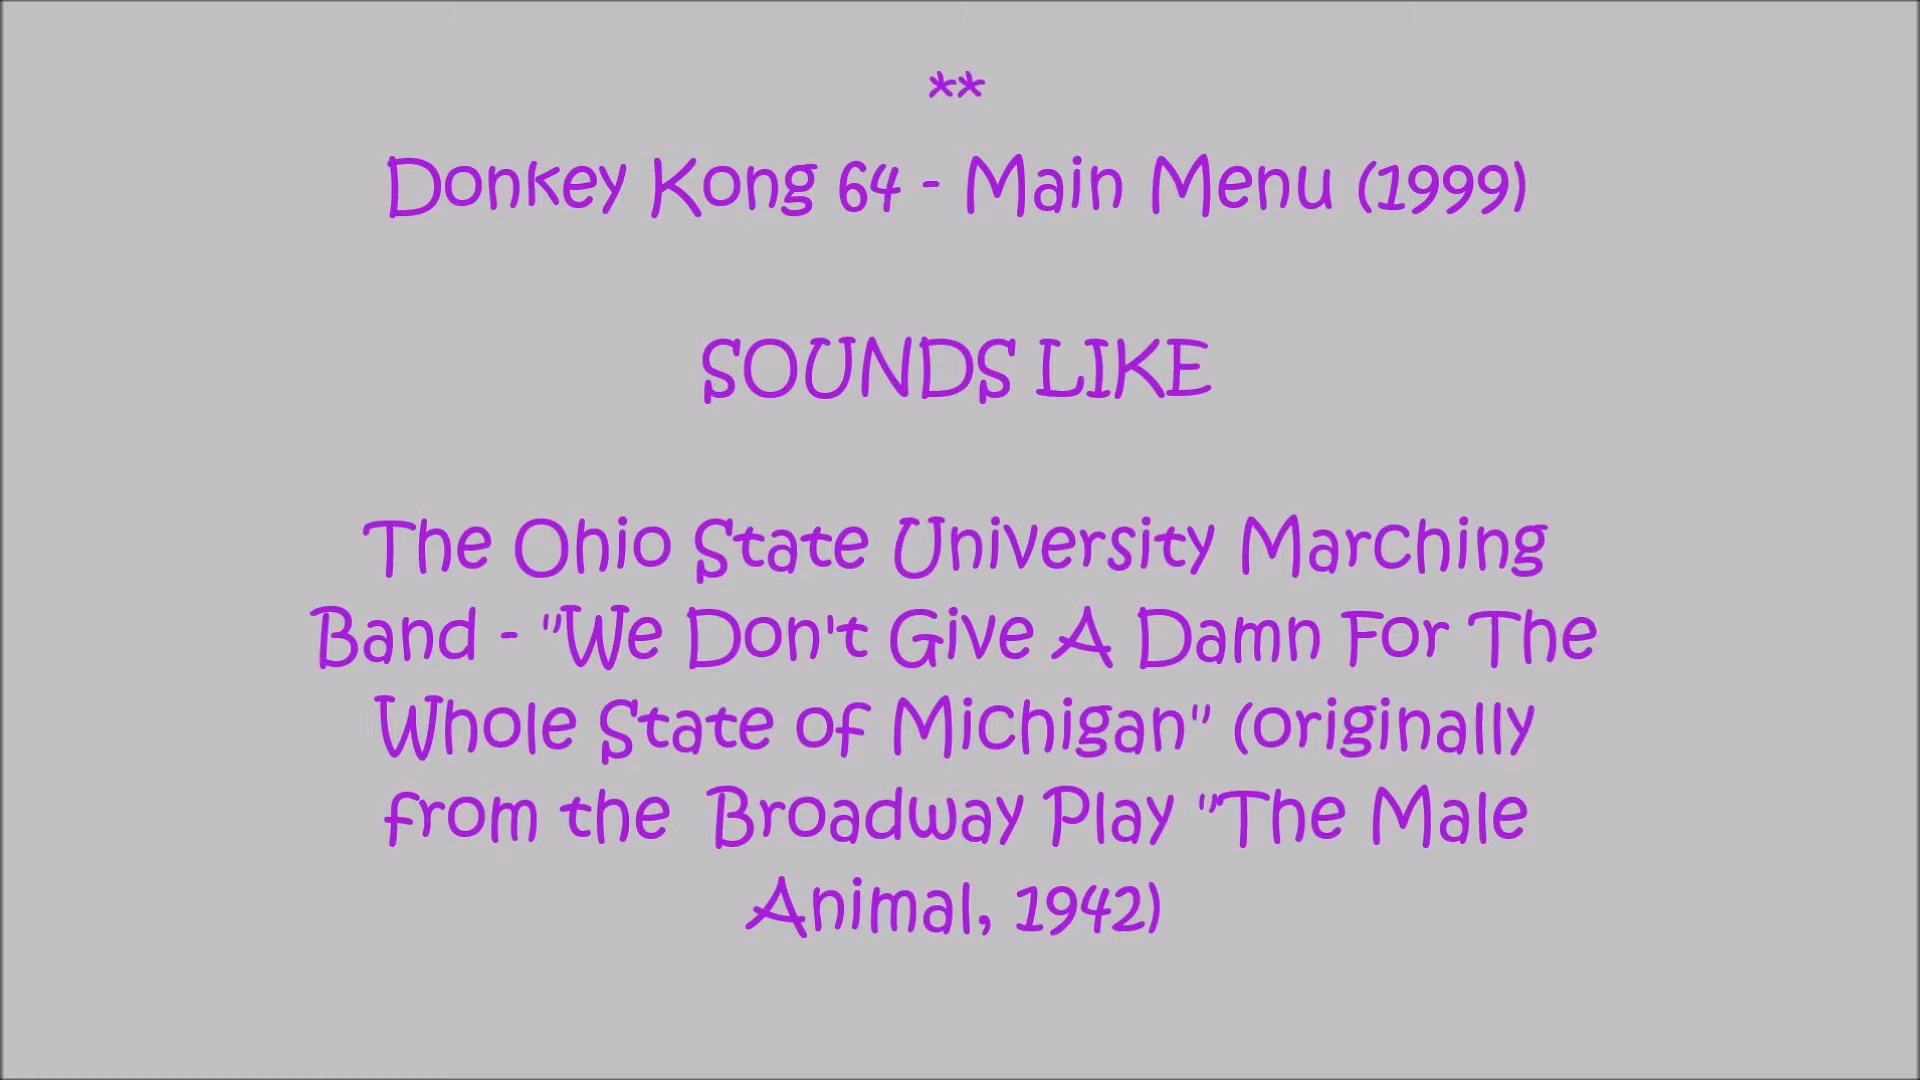 **
Donkey Kong 64 - Main Menu (1999)
SOUNDS LIKE
The Ohio State University Marching
Band - "We Don't Give A Damn For The
Whole State of Michigan" (originally
from the Broadway Play "The Male
Animal, 1942)